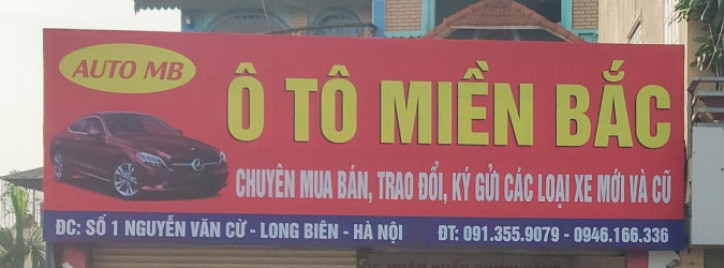 AUTO MB
Ô TÔ MIỀN BẮC
CHUYÊN MUA BÁN, TRAO ĐỔI, KÝ GỬI CÁC LOẠI XE MỚI VÀ CŨ
ĐC: SỐ 1 NGUYỄN VĂN CỪ - LONG BIÊN - HÀ NỘI ĐT: 091.355.9079 - 0946.166.336